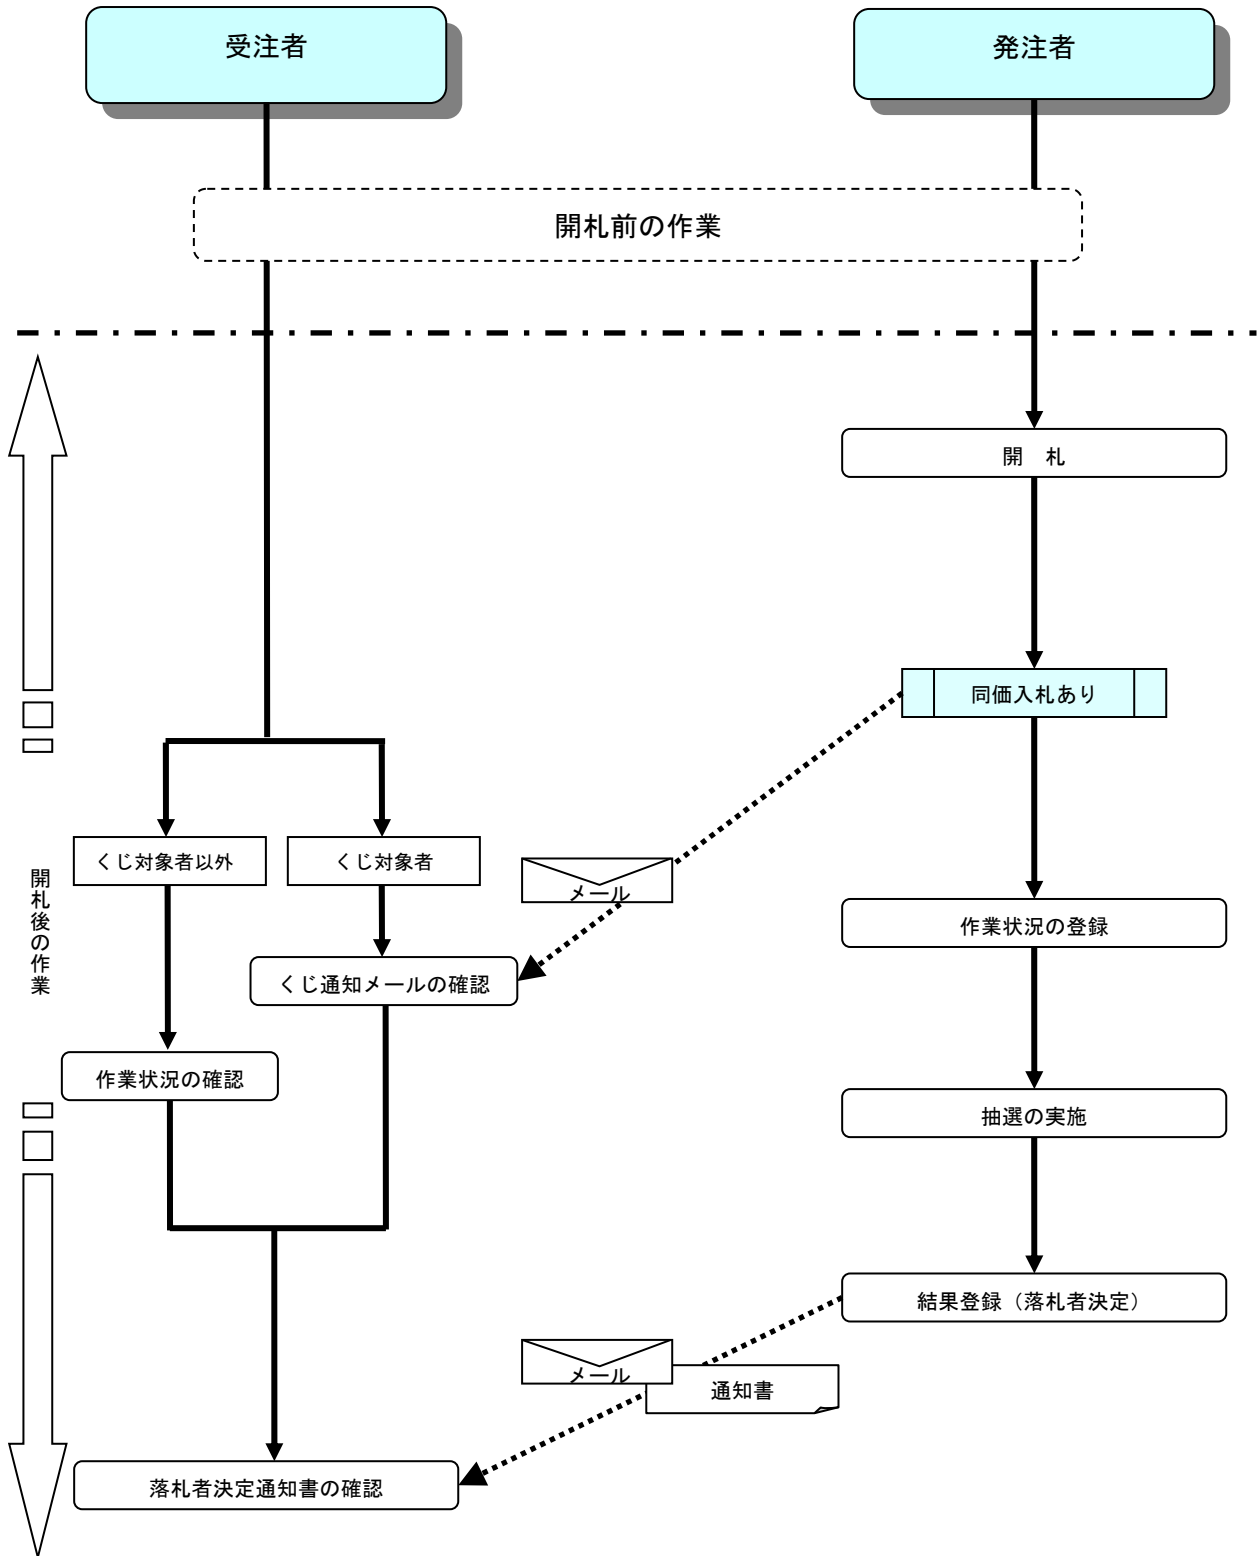 受注者
発注者
開札前の作業
開　札
同価入札あり
くじ対象者以外
くじ対象者
メール
開札後の作業
作業状況の登録
くじ通知メールの確認
作業状況の確認
抽選の実施
結果登録（落札者決定）
メール
通知書
落札者決定通知書の確認